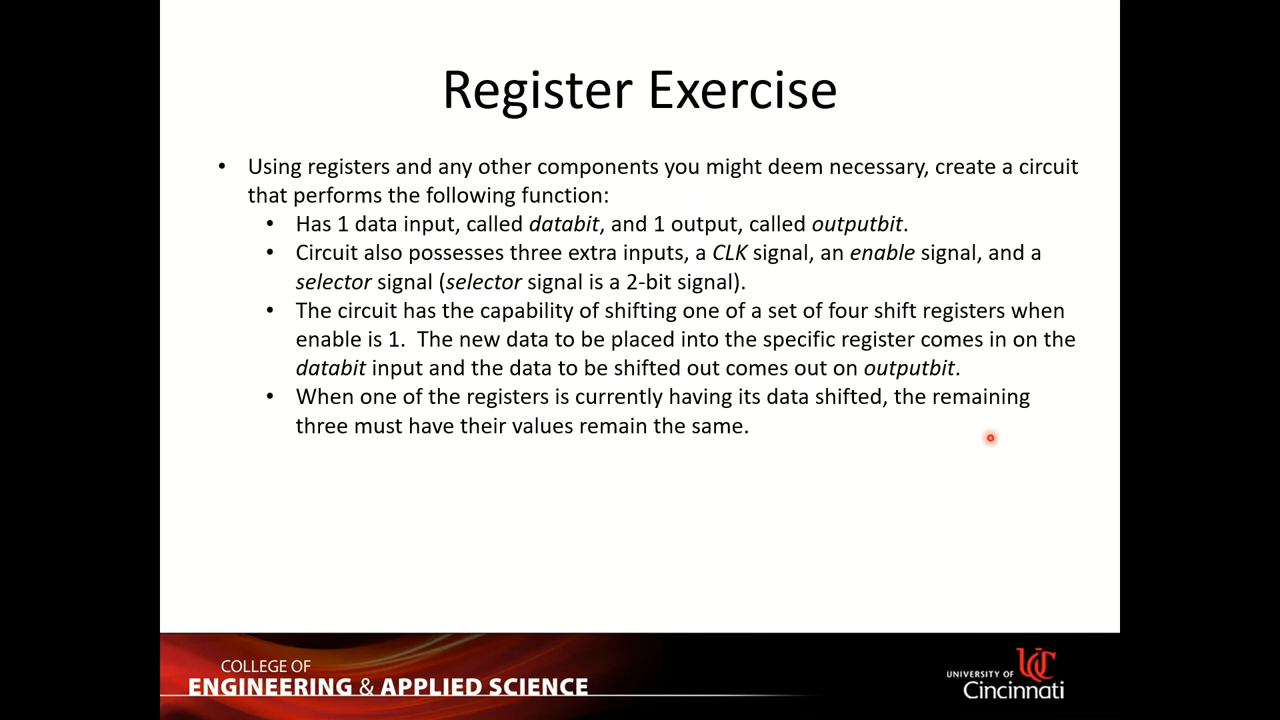 Register Exercise
• Using registers and any other components you might deem necessary, create a circuit
that performs the following function:
• Has 1 data input, called databit, and 1 output, called outputbit.
• Circuit also possesses three extra inputs, a CLK signal, an enable signal, and a
selector signal (selector signal is a 2-bit signal).
• The circuit has the capability of shifting one of a set of four shift registers when
enable is 1.  The new data to be placed into the specific register comes in on the
databit input and the data to be shifted out comes out on outputbit.
• When one of the registers is currently having its data shifted, the remaining
three must have their values remain the same.
COLLEGE OF
ENGINEERING & APPLIED SCIENCE
UC
UNIVERSITY OF
Cincinnati